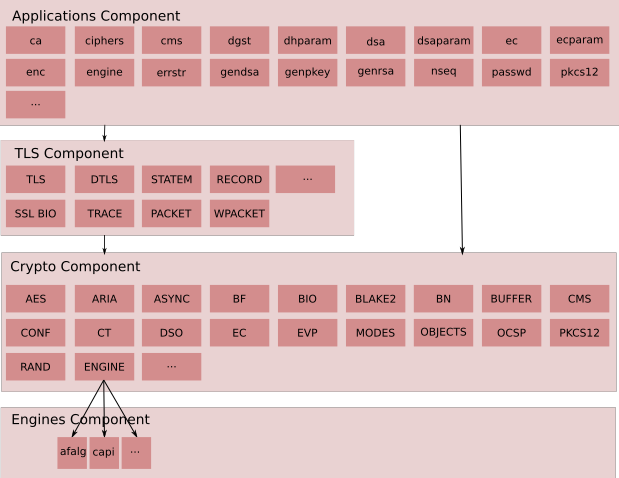 Applications Component
ca ciphers cms dgst dhparam dsa dsaparam ec ecparam
enc engine errstr gendsa genpkey genrsa nseq passwd pkcs12
...
TLS Component
TLS DTLS STATEM RECORD ...
SSL BIO TRACE PACKET WPACKET
Crypto Component
AES ARIA ASYNC BF BIO BLAKE2 BN BUFFER CMS
CONF CT DSO EC EVP MODES OBJECTS OCSP PKCS12
RAND ENGINE ...
Engines Component
afalg capi ...